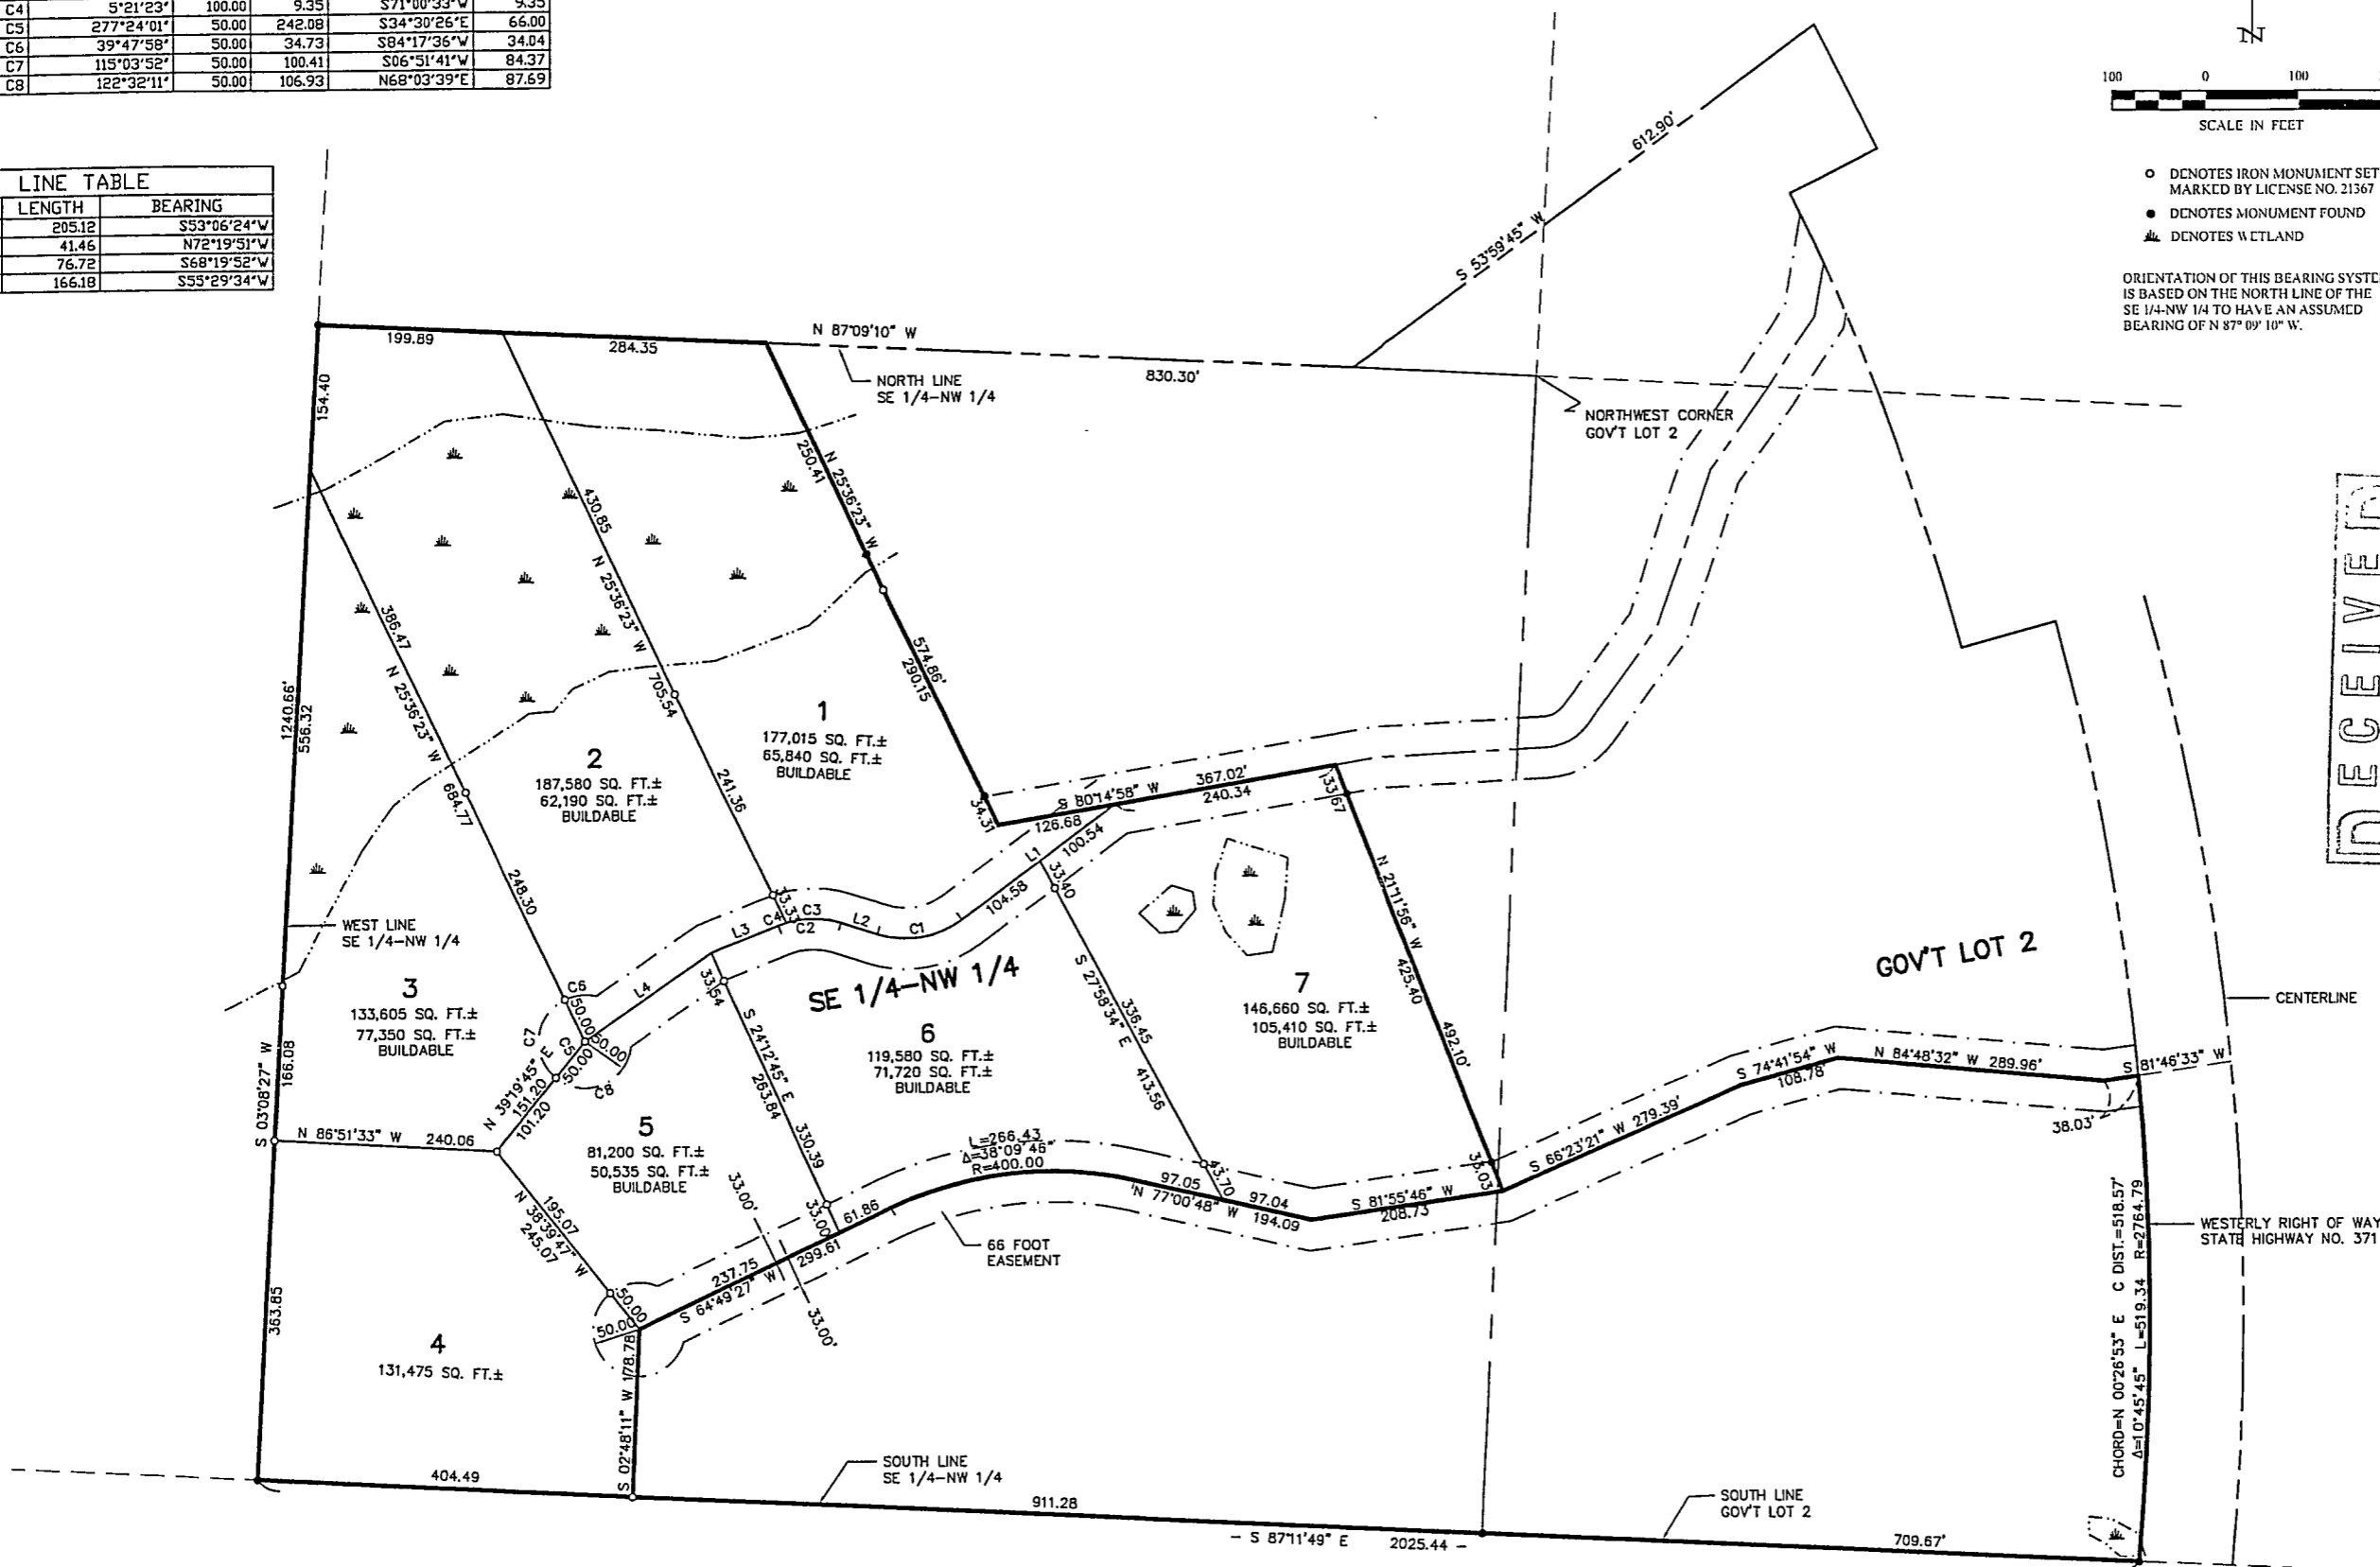 C4 5°21'23" 100.00 9.35 S71°00'33"W 9.35
C5 277°24'01" 50.00 242.08 S34°30'26"E 66.00
C6 39°47'58" 50.00 34.73 S84°17'36"W 34.04
C7 115°03'52" 50.00 100.41 S06°51'41"W 84.37
C8 122°32'11" 50.00 106.93 N68°03'39"E 87.69
LINE TABLE
LENGTH BEARING
205.12 S53°06'24"W
41.46 N72°19'51"W
76.72 S68°19'52"W
166.18 S55°29'34"W
N
100 0 100
SCALE IN FEET
DENOTES IRON MONUMENT SET
MARKED BY LICENSE NO. 21367
DENOTES MONUMENT FOUND
DENOTES WETLAND
ORIENTATION OF THIS BEARING SYSTE
IS BASED ON THE NORTH LINE OF THE
SE 1/4-NW 1/4 TO HAVE AN ASSUMED
BEARING OF N 87° 09' 10" W.
612.90'
S 53°59'45" W
199.89
284.35
N 87°09'10" W
830.30'
NORTH LINE
SE 1/4-NW 1/4
NORTHWEST CORNER
GOV'T LOT 2
154.40
250.41
N 25°36'23" W
430.85
N 25°36'23" W
705.54
241.36
386.47
N 25°36'23" W
684.77
248.30
574.86'
290.15
34.31
1240.66'
556.32
1
177,015 SQ. FT.±
65,840 SQ. FT.±
BUILDABLE
2
187,580 SQ. FT.±
62,190 SQ. FT.±
BUILDABLE
S 80°14'58" W
367.02'
126.68
240.34
33.67
L1
100.54
104.58
33.40
33.33
C4
C3
C2
L2
C1
L3
L4
33.54
WEST LINE
SE 1/4-NW 1/4
SE 1/4-NW 1/4
3
133,605 SQ. FT.±
77,350 SQ. FT.±
BUILDABLE
C6
50.00
C7
C5
50.00
50.00
C8
N 39°19'45" E
151.20
101.20
S 03°08'27" W
166.08
N 86°51'33" W 240.06
6
119,580 SQ. FT.±
71,720 SQ. FT.±
BUILDABLE
S 24°12'45" E
263.84
330.39
33.00
S 27°58'34" E
336.45
413.56
43.70
7
146,660 SQ. FT.±
105,410 SQ. FT.±
BUILDABLE
N 21°11'56" W
425.40
492.10'
33.03
GOV'T LOT 2
CENTERLINE
5
81,200 SQ. FT.±
50,535 SQ. FT.±
BUILDABLE
195.07
N 38°39'47" W
245.07
50.00
50.00
33.00'
33.00'
L=266.43
Δ=38°09'46"
R=400.00
61.86
299.61
237.75
S 64°49'27" W
97.05
N 77°00'48" W
97.04
194.09
S 81°55'46" W
208.73
S 66°23'21" W 279.39'
S 74°41'54" W
108.78'
N 84°48'32" W 289.96'
S 81°46'33" W
38.03'
66 FOOT
EASEMENT
WESTERLY RIGHT OF WAY
STATE HIGHWAY NO. 371
CHORD=N 00°26'53" E C DIST.=518.57'
Δ=10°45'45" L=519.34 R=2764.79
363.85
4
131,475 SQ. FT.±
S 02°48'11" W 178.78
404.49
SOUTH LINE
SE 1/4-NW 1/4
911.28
- S 87°11'49" E 2025.44 -
SOUTH LINE
GOV'T LOT 2
709.67'